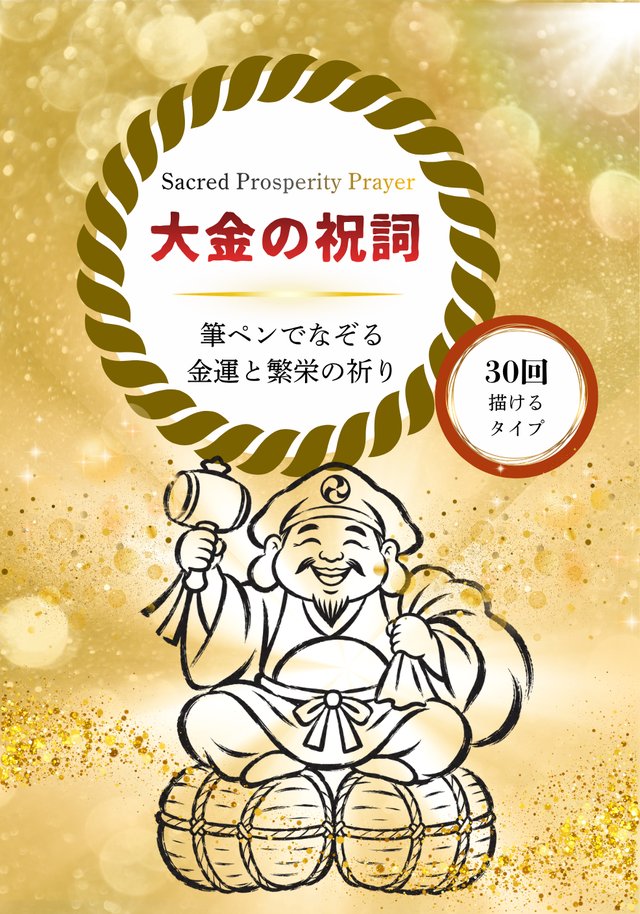 Sacred Prosperity Prayer
大金の祝詞
筆ペンでなぞる
金運と繁栄の祈り
30回
描ける
タイプ